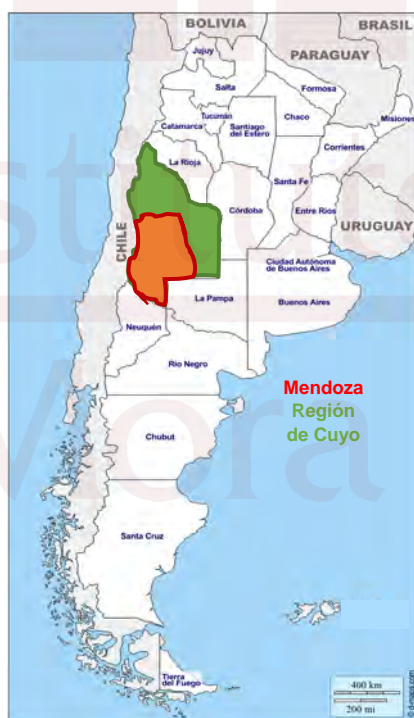 BOLIVIA
BRASIL
Jujuy
PARAGUAY
Salta
Formosa
Tucumán
Chaco
Misiones
Catamarca
Santiago
del Estero
Corrientes
La Rioja
Santa Fe
Córdoba
Entre Ríos
URUGUAY
CHILE
Ciudad Autónoma
de Buenos Aires
La Pampa
Buenos Aires
Neuquén
Río Negro
Mendoza
Región
de Cuyo
Chubut
Santa Cruz
Tierra
del Fuego
400 km
200 mi
Mora